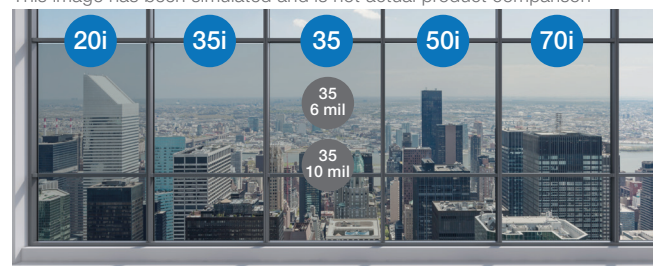 This image has been simulated and is not actual product comparison
20i 35i 35 50i 70i
35
6 mil
35
10 mil